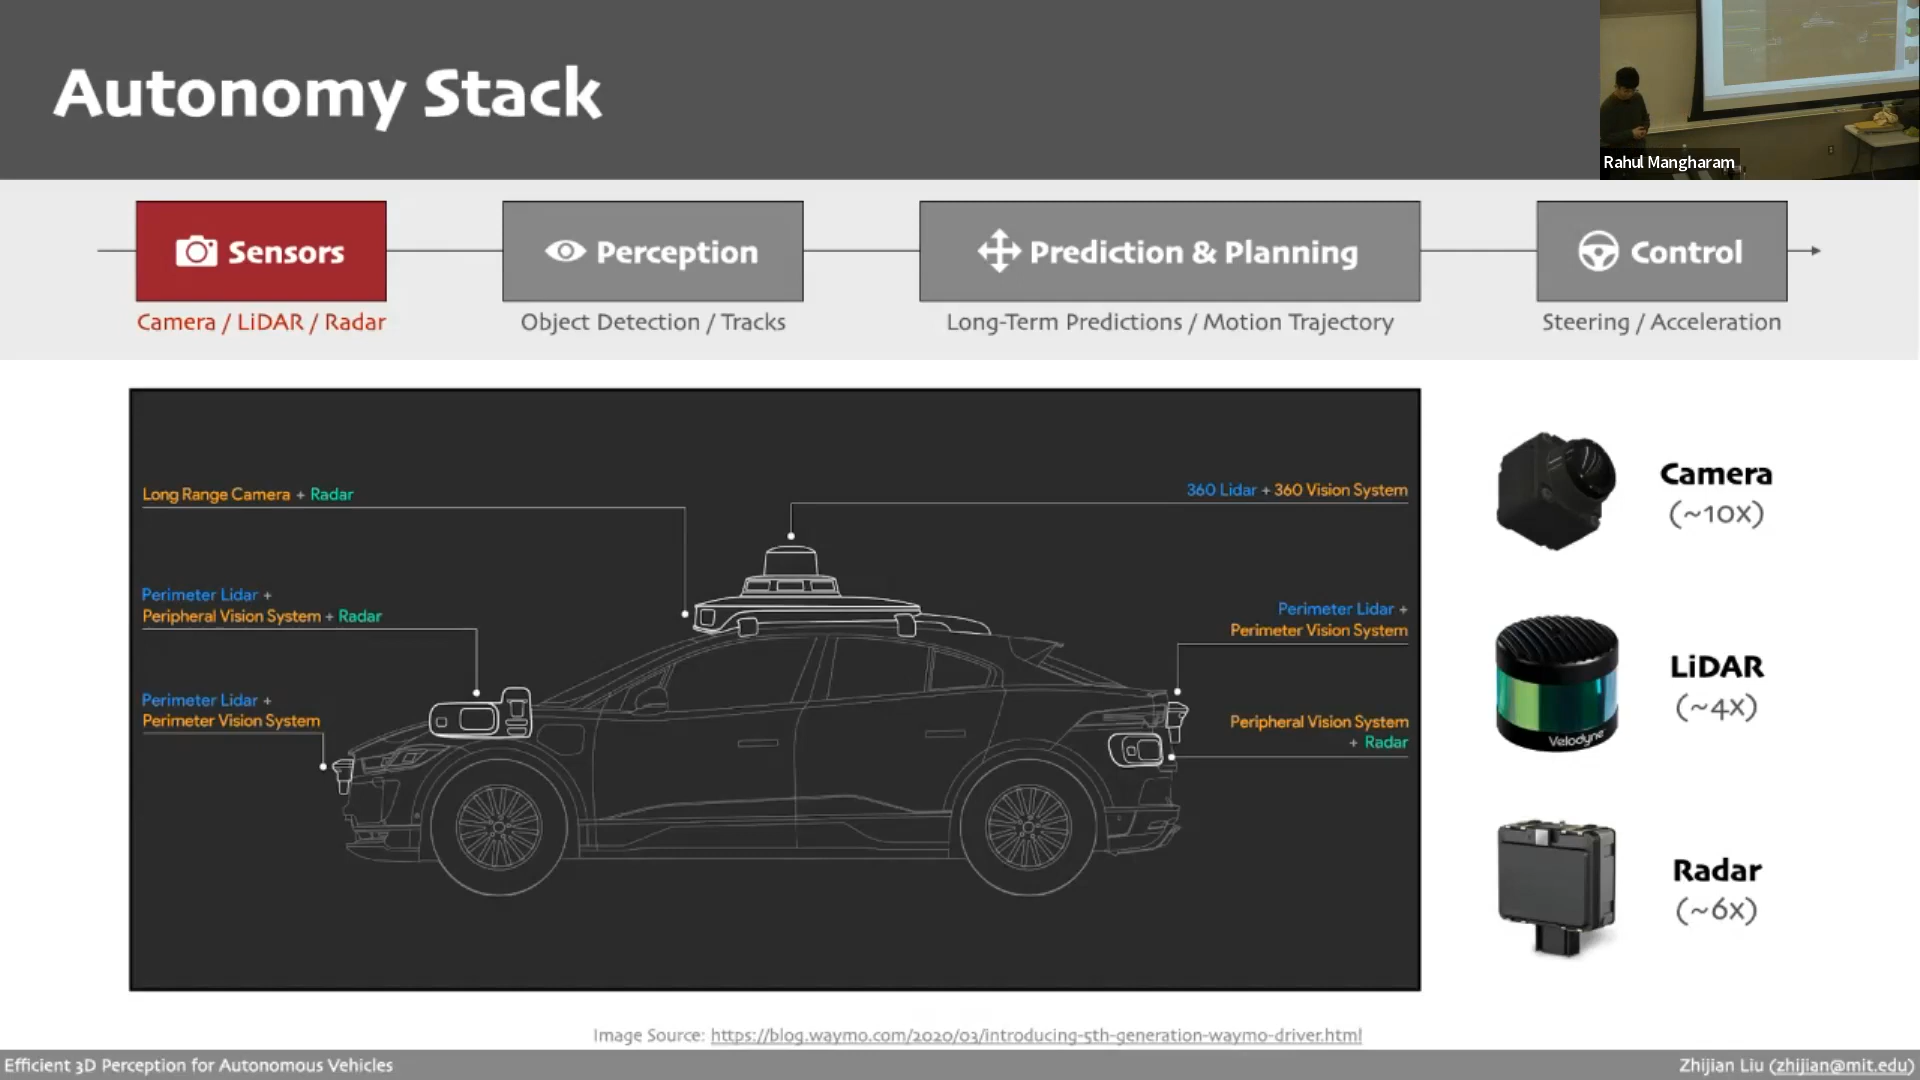 Autonomy Stack
Rahul Mangharam
Sensors
Perception
Prediction & Planning
Control
Camera / LiDAR / Radar
Object Detection / Tracks
Long-Term Predictions / Motion Trajectory
Steering / Acceleration
Long Range Camera + Radar
360 Lidar + 360 Vision System
Perimeter Lidar +
Peripheral Vision System + Radar
Perimeter Lidar +
Perimeter Vision System
Perimeter Lidar +
Perimeter Vision System
Peripheral Vision System
+ Radar
Camera
(~10x)
LiDAR
(~4x)
Velodyne
Radar
(~6x)
Image Source: https://blog.waymo.com/2020/03/introducing-5th-generation-waymo-driver.html
Efficient 3D Perception for Autonomous Vehicles
Zhijian Liu (zhijian@mit.edu)